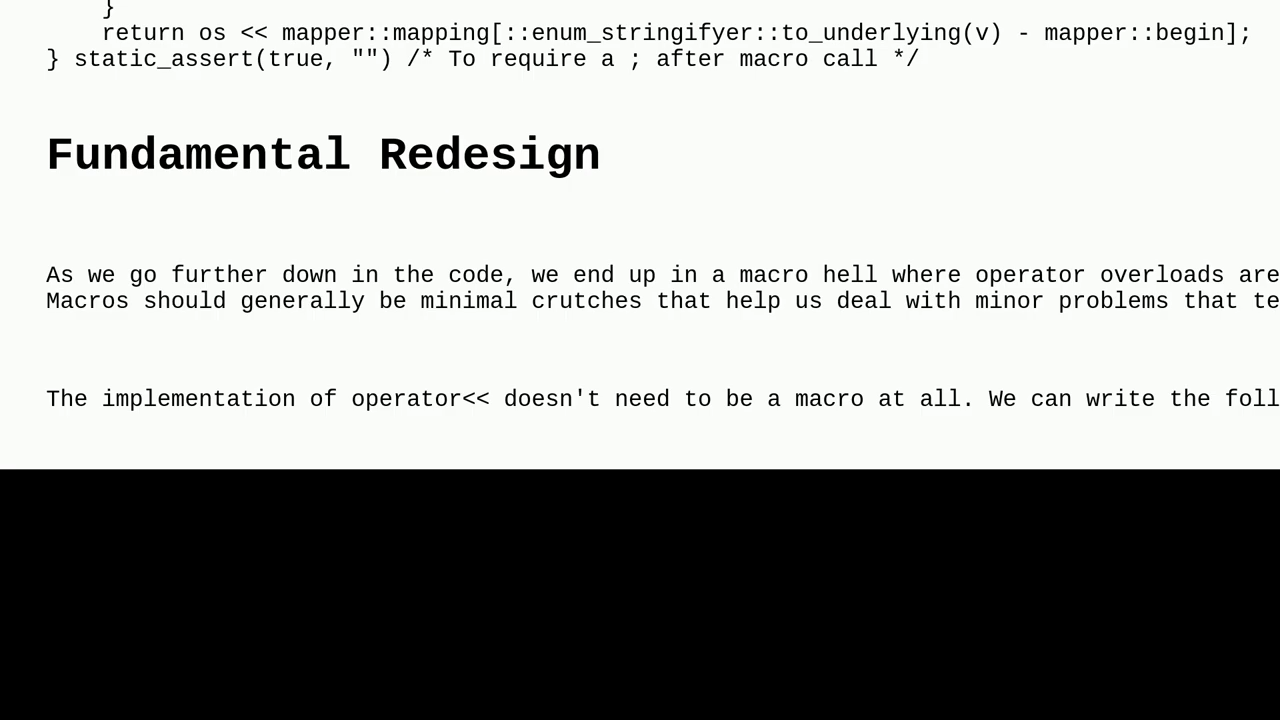 }
return os << mapper::mapping[::enum_stringifyer::to_underlying(v) - mapper::begin];
} static_assert(true, "") /* To require a ; after macro call */
Fundamental Redesign
As we go further down in the code, we end up in a macro hell where operator overloads are
Macros should generally be minimal crutches that help us deal with minor problems that te
The implementation of operator<< doesn't need to be a macro at all. We can write the foll